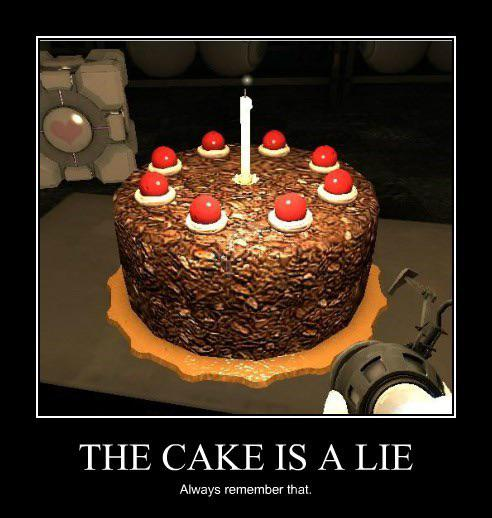 THE CAKE IS A LIE
Always remember that.